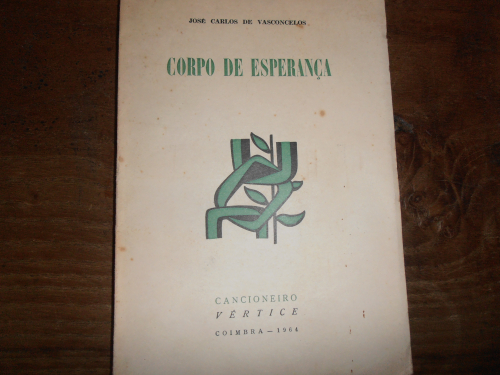 JOSÉ CARLOS DE VASCONCELOS
CORPO DE ESPERANÇA
CANCIONEIRO
VÉRTICE
COIMBRA — 1964